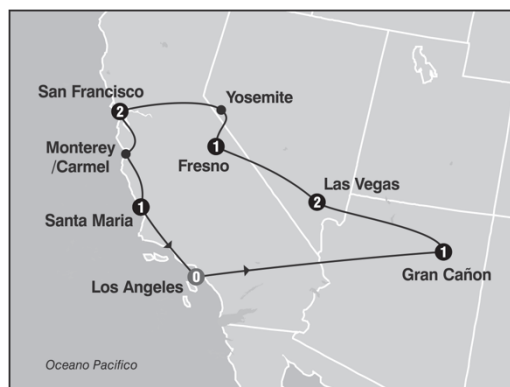 San Francisco
2
Yosemite
Monterey
/Carmel
1
Fresno
Las Vegas
2
Santa Maria
1
Los Angeles
0
1
Gran Cañon
Oceano Pacifico